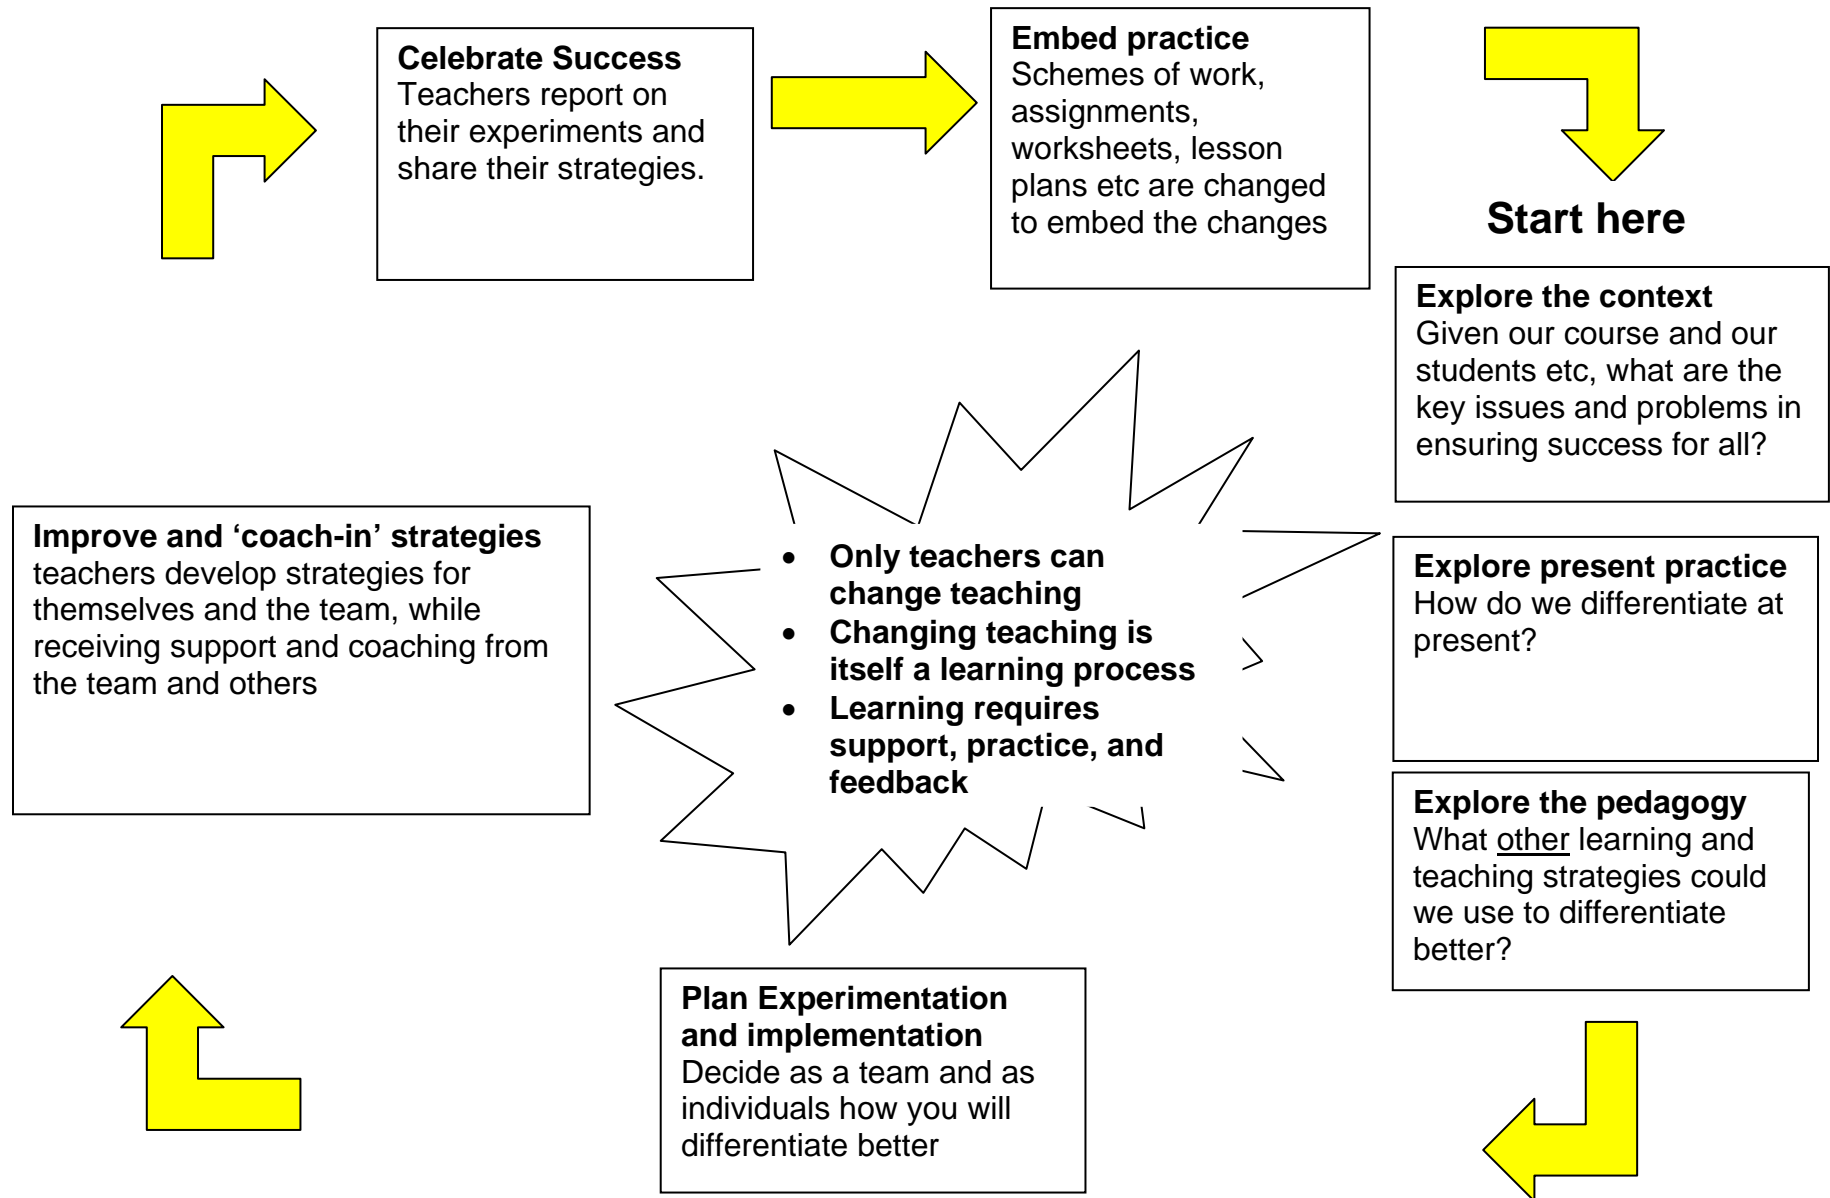 Celebrate Success
Teachers report on
their experiments and
share their strategies.
Embed practice
Schemes of work,
assignments,
worksheets, lesson
plans etc are changed
to embed the changes
Start here
Explore the context
Given our course and our
students etc, what are the
key issues and problems in
ensuring success for all?
Explore present practice
How do we differentiate at
present?
Explore the pedagogy
What other learning and
teaching strategies could
we use to differentiate
better?
Plan Experimentation
and implementation
Decide as a team and as
individuals how you will
differentiate better
Improve and ‘coach-in’ strategies
teachers develop strategies for
themselves and the team, while
receiving support and coaching from
the team and others
• Only teachers can
change teaching
• Changing teaching is
itself a learning process
• Learning requires
support, practice, and
feedback